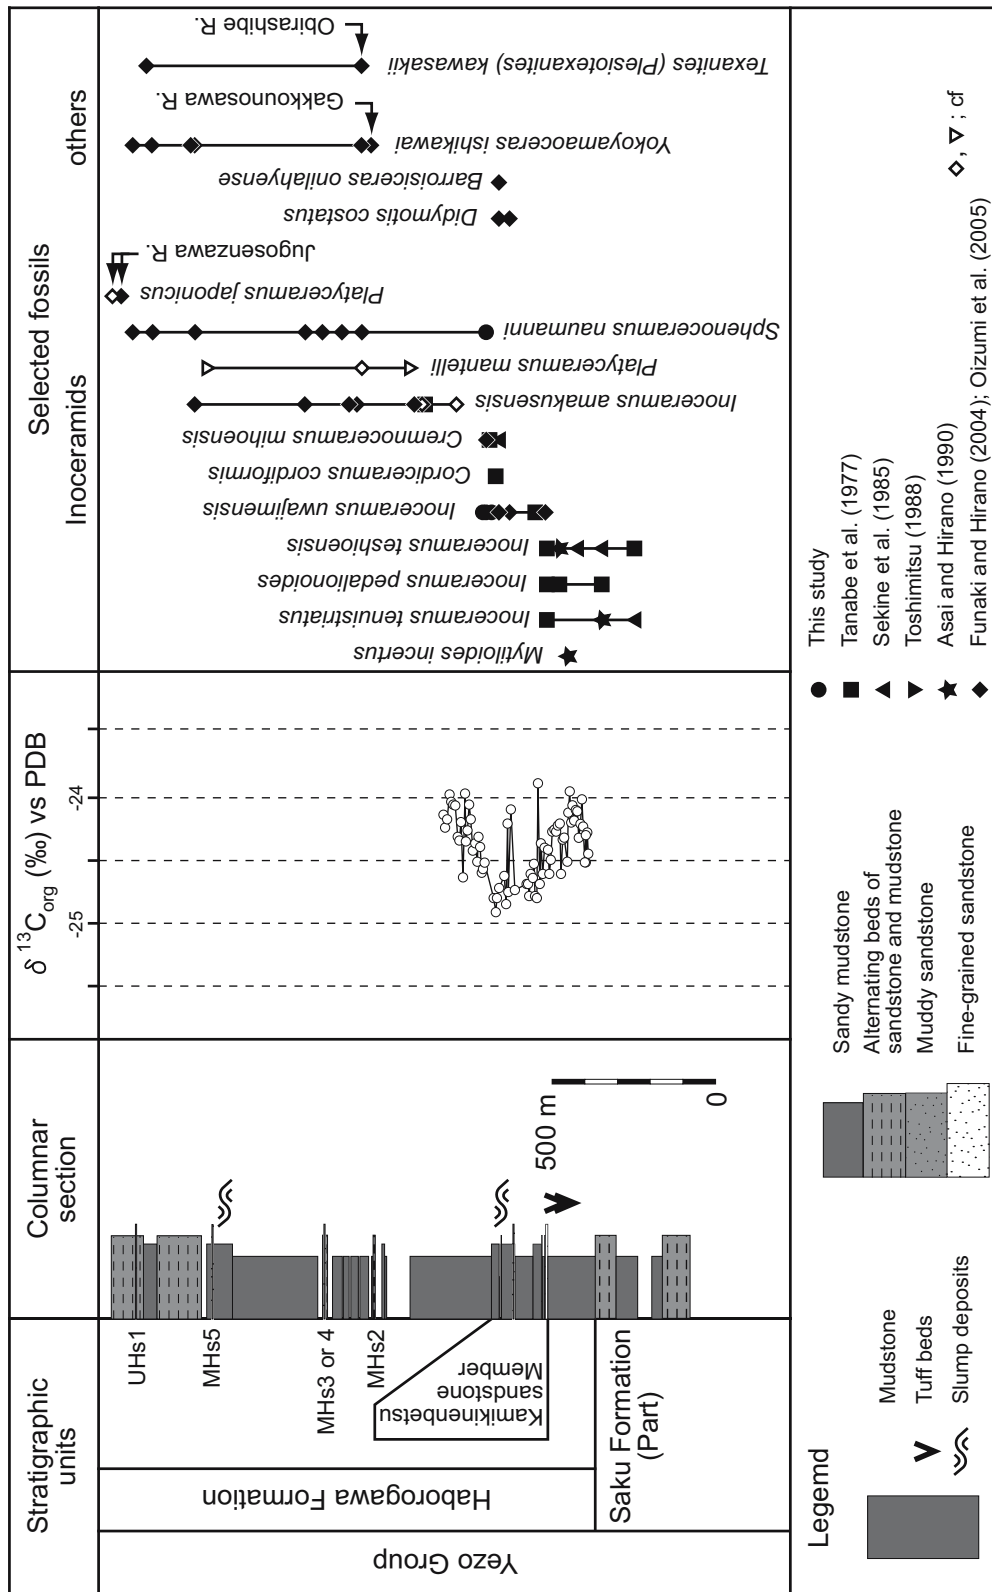 Stratigraphic
units
Columnar
section
δ ¹³C_org (‰) vs PDB
-25
-24
Selected fossils
Inoceramids
others
Yezo Group
Haborogawa Formation
Saku Formation
(Part)
Kamikinenbetsu
sandstone
Member
UHs1
MHs5
MHs3 or 4
MHs2
500 m
0
Mytiloides incertus
Inoceramus tenuistriatus
Inoceramus pedalionoides
Inoceramus teshioensis
Inoceramus uwajimensis
Cordiceramus cordiformis
Cremnoceramus mihoensis
Inoceramus amakusensis
Platyceramus mantelli
Sphenoceramus naumanni
Platyceramus japonicus
Jugosenzawa R.
Didymotis costatus
Barroisiceras onilahyense
Yokoyamaoceras ishikawai
Gakkounosawa R.
Texanites (Plesiotexanites) kawasakii
Obirashibe R.
Legemd
Mudstone
Tuff beds
Slump deposits
Sandy mudstone
Alternating beds of
sandstone and mudstone
Muddy sandstone
Fine-grained sandstone
This study
Tanabe et al. (1977)
Sekine et al. (1985)
Toshimitsu (1988)
Asai and Hirano (1990)
Funaki and Hirano (2004); Oizumi et al. (2005)
◇, ▽ ; cf